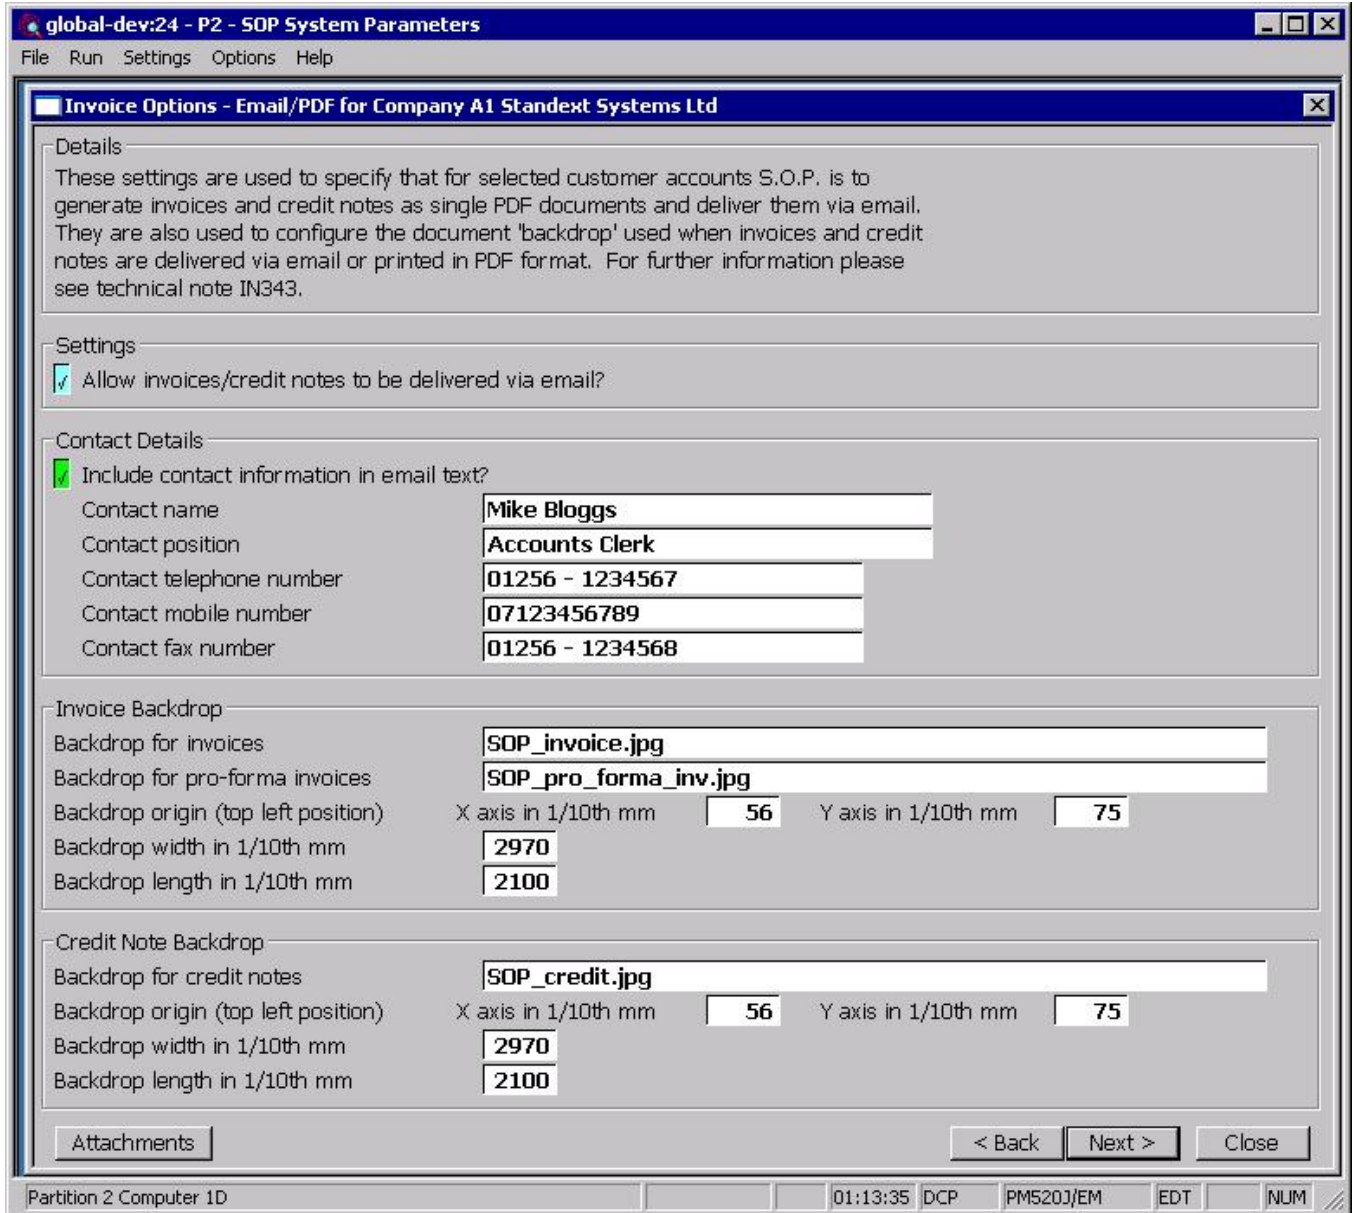 global-dev:24 - P2 - SOP System Parameters
File Run Settings Options Help
Invoice Options - Email/PDF for Company A1 Standext Systems Ltd
Details
These settings are used to specify that for selected customer accounts S.O.P. is to
generate invoices and credit notes as single PDF documents and deliver them via email.
They are also used to configure the document 'backdrop' used when invoices and credit
notes are delivered via email or printed in PDF format. For further information please
see technical note IN343.
Settings
Allow invoices/credit notes to be delivered via email?
Contact Details
Include contact information in email text?
Contact name Mike Bloggs
Contact position Accounts Clerk
Contact telephone number 01256 - 1234567
Contact mobile number 07123456789
Contact fax number 01256 - 1234568
Invoice Backdrop
Backdrop for invoices SOP_invoice.jpg
Backdrop for pro-forma invoices SOP_pro_forma_inv.jpg
Backdrop origin (top left position) X axis in 1/10th mm 56 Y axis in 1/10th mm 75
Backdrop width in 1/10th mm 2970
Backdrop length in 1/10th mm 2100
Credit Note Backdrop
Backdrop for credit notes SOP_credit.jpg
Backdrop origin (top left position) X axis in 1/10th mm 56 Y axis in 1/10th mm 75
Backdrop width in 1/10th mm 2970
Backdrop length in 1/10th mm 2100
Attachments < Back Next > Close
Partition 2 Computer 1D 01:13:35 DCP PM520J/EM EDT NUM